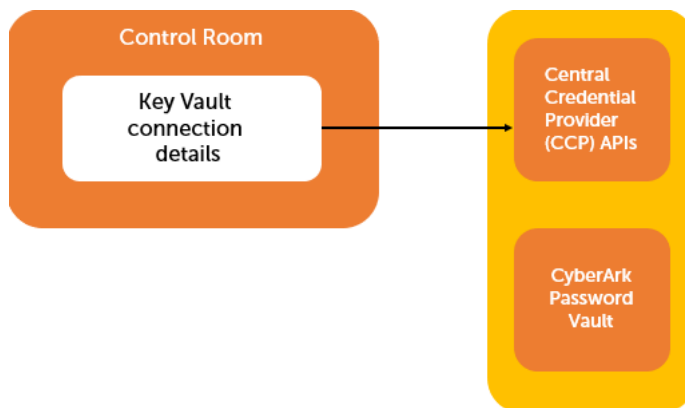 Control Room
Key Vault
connection
details
Central
Credential
Provider
(CCP) APIs
CyberArk
Password
Vault